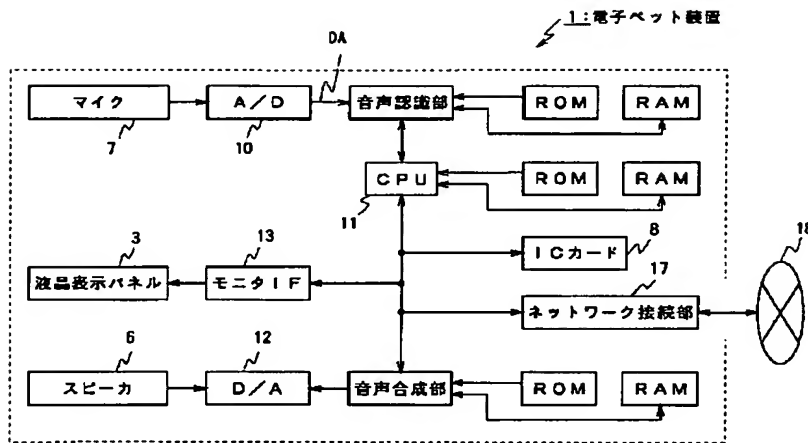 1:電子ペット装置
DA
マイク
A/D
音声認識部
ROM
RAM
7
10
CPU
ROM
RAM
11
8
ICカード
18
3
13
17
液晶表示パネル
モニタIF
ネットワーク接続部
6
12
スピーカ
D/A
音声合成部
ROM
RAM